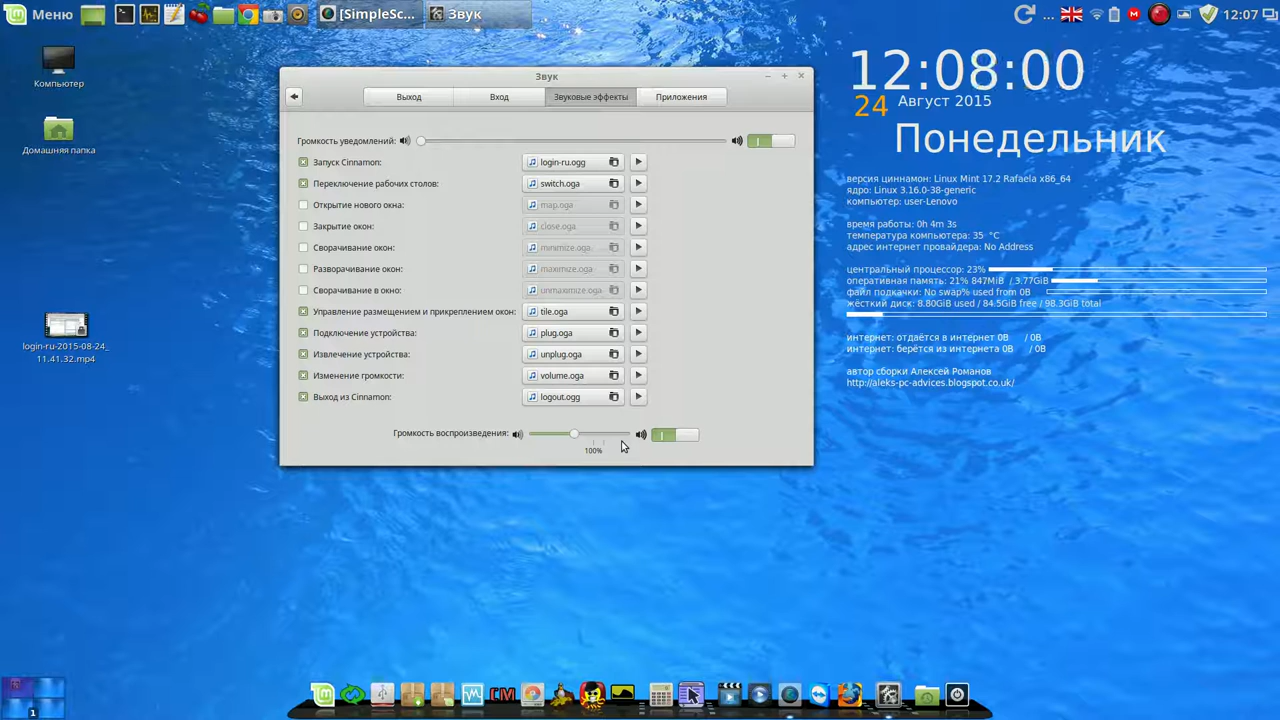 Меню
[SimpleSc...
Звук
...
12:07
Компьютер
Домашняя папка
login-ru-2015-08-24_
11.41.32.mp4
Звук
Выход
Вход
Звуковые эффекты
Приложения
Громкость уведомлений:
Запуск Cinnamon:
login-ru.ogg
Переключение рабочих столов:
switch.oga
Открытие нового окна:
map.oga
Закрытие окон:
close.oga
Сворачивание окон:
minimize.oga
Разворачивание окон:
maximize.oga
Сворачивание в окно:
unmaximize.oga
Управление размещением и прикреплением окон:
tile.oga
Подключение устройства:
plug.oga
Извлечение устройства:
unplug.oga
Изменение громкости:
volume.oga
Выход из Cinnamon:
logout.ogg
Громкость воспроизведения:
100%
12:08:00
24 Август 2015
Понедельник
версия циннамон: Linux Mint 17.2 Rafaela x86_64
ядро: Linux 3.16.0-38-generic
компьютер: user-Lenovo
время работы: 0h 4m 3s
температура компьютера: 35 °C
адрес интернет провайдера: No Address
центральный процессор: 23%
оперативная память: 21% 847MiB / 3.77GiB
файл подкачки: No swap% used from 0B
жёсткий диск: 8.80GiB used / 84.5GiB free / 98.3GiB total
интернет: отдаётся в интернет 0B / 0B
интернет: берётся из интернета 0B / 0B
автор сборки Алексей Романов
http://aleks-pc-advices.blogspot.co.uk/
1
CM